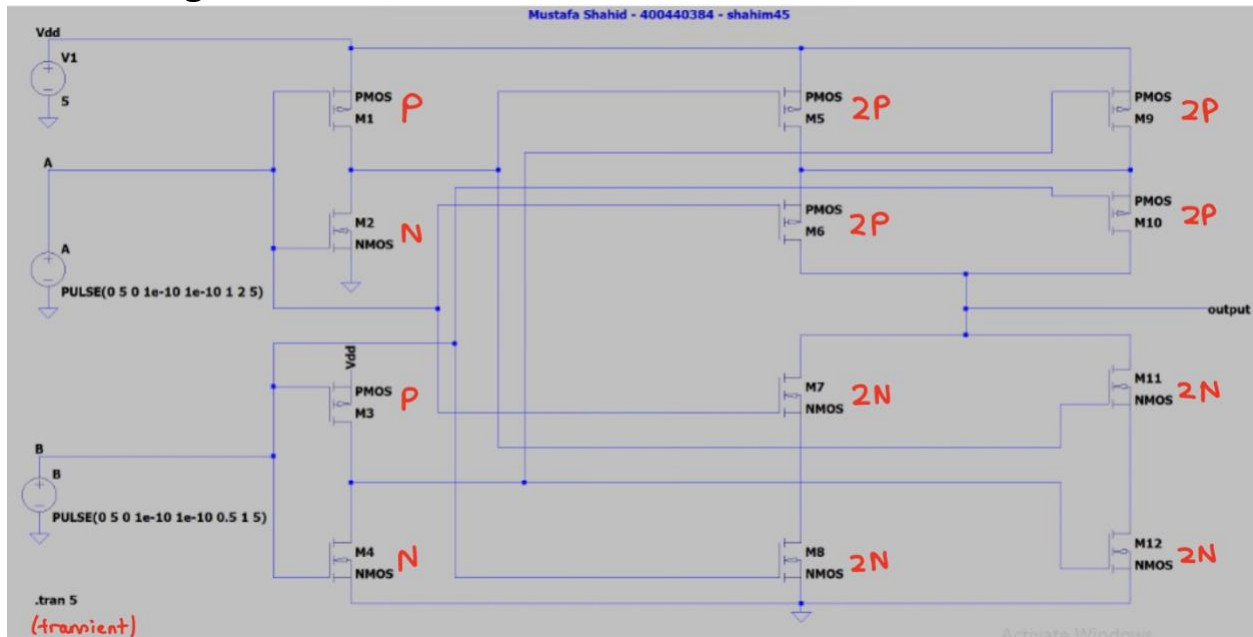 Mustafa Shahid - 400440384 - shahim45
Vdd
V1
5
PMOS
M1
P
PMOS
M5
2P
PMOS
M9
2P
A
M2
NMOS
N
PMOS
M6
2P
PMOS
M10
2P
A
PULSE(0 5 0 1e-10 1e-10 1 2 5)
output
Vdd
PMOS
M3
P
M7
NMOS
2N
M11
NMOS
2N
B
B
PULSE(0 5 0 1e-10 1e-10 0.5 1 5)
M4
NMOS
N
M8
NMOS
2N
M12
NMOS
2N
.tran 5
(transient)
Activate Windows